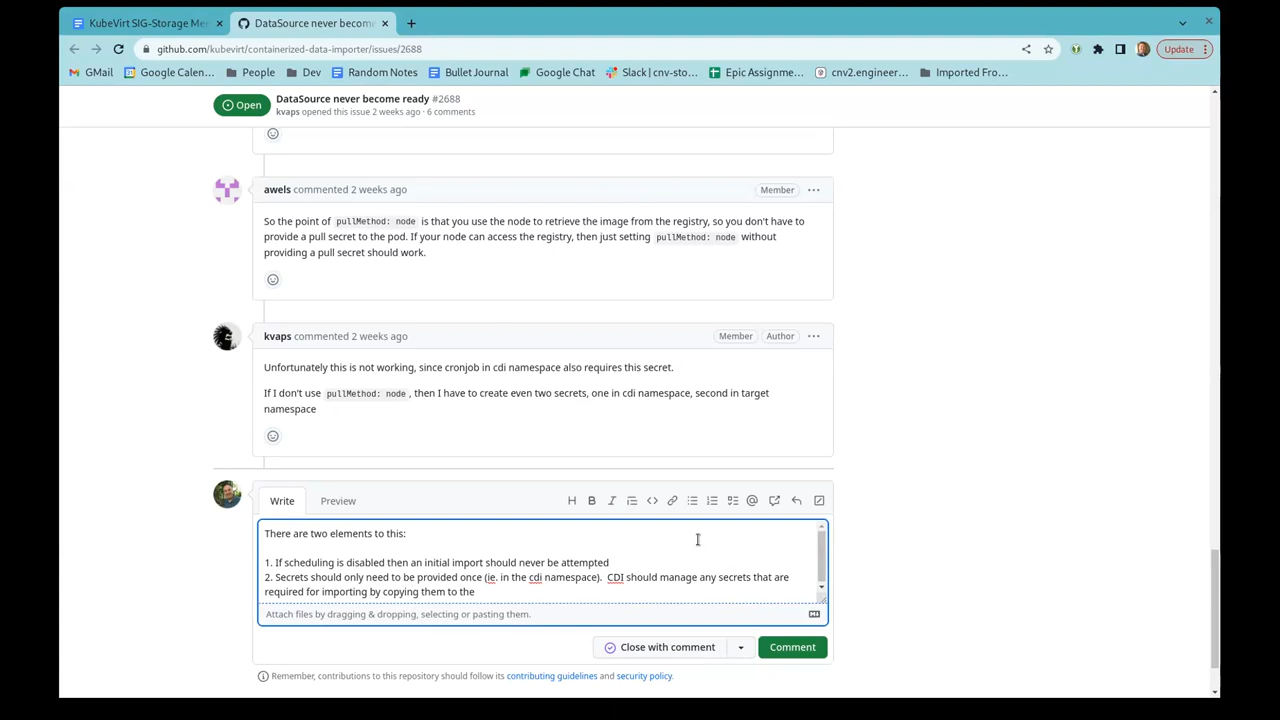 KubeVirt SIG-Storage Me
DataSource never becom
github.com/kubevirt/containerized-data-importer/issues/2688
Update
GMail
Google Calen…
People
Dev
Random Notes
Bullet Journal
Google Chat
Slack | cnv-sto…
Epic Assignme…
cnv2.engineer…
Imported Fro…
Open
DataSource never become ready #2688
kvaps opened this issue 2 weeks ago · 6 comments
awels commented 2 weeks ago
Member
So the point of pullMethod: node is that you use the node to retrieve the image from the registry, so you don't have to
provide a pull secret to the pod. If your node can access the registry, then just setting pullMethod: node without
providing a pull secret should work.
kvaps commented 2 weeks ago
Member
Author
Unfortunately this is not working, since cronjob in cdi namespace also requires this secret.
If I don't use pullMethod: node, then I have to create even two secrets, one in cdi namespace, second in target
namespace
Write
Preview
There are two elements to this:
1. If scheduling is disabled then an initial import should never be attempted
2. Secrets should only need to be provided once (ie. in the cdi namespace).  CDI should manage any secrets that are
required for importing by copying them to the
Attach files by dragging & dropping, selecting or pasting them.
Close with comment
Comment
Remember, contributions to this repository should follow its contributing guidelines and security policy.